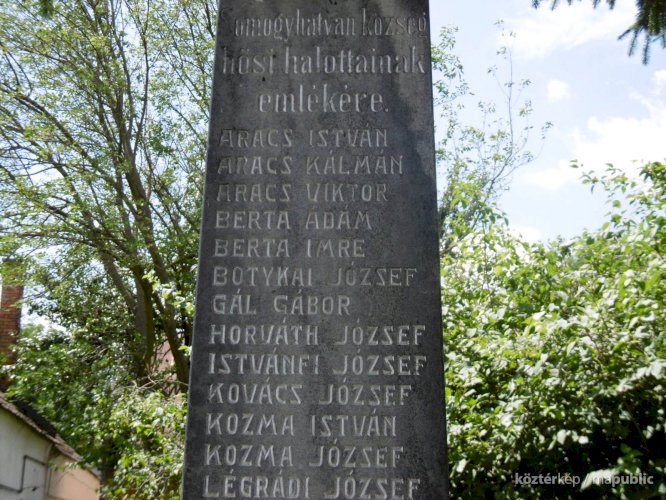 Somogyhatvan község
hősi halottainak
emlékére.
ARACS ISTVÁN
ARACS KÁLMÁN
ARACS VIKTOR
BERTA ÁDÁM
BERTA IMRE
BOTYKAI JÓZSEF
GÁL GÁBOR
HORVÁTH JÓZSEF
ISTVÁNFI JÓZSEF
KOVÁCS JÓZSEF
KOZMA ISTVÁN
KOZMA JÓZSEF
LÉGRÁDI JÓZSEF
köztérkép / mapublic